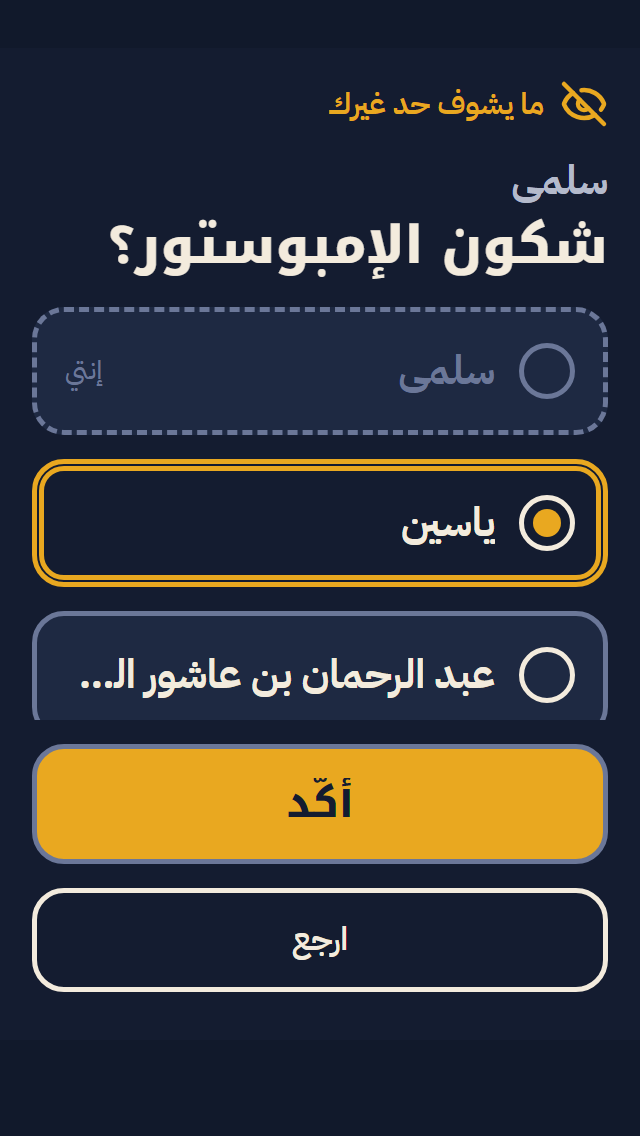 ما يشوف حد غيرك
سلمى
شكون الإمبوستور؟
سلمى
إنتي
ياسين
عبد الرحمان بن عاشور الـ...
أكّد
ارجع